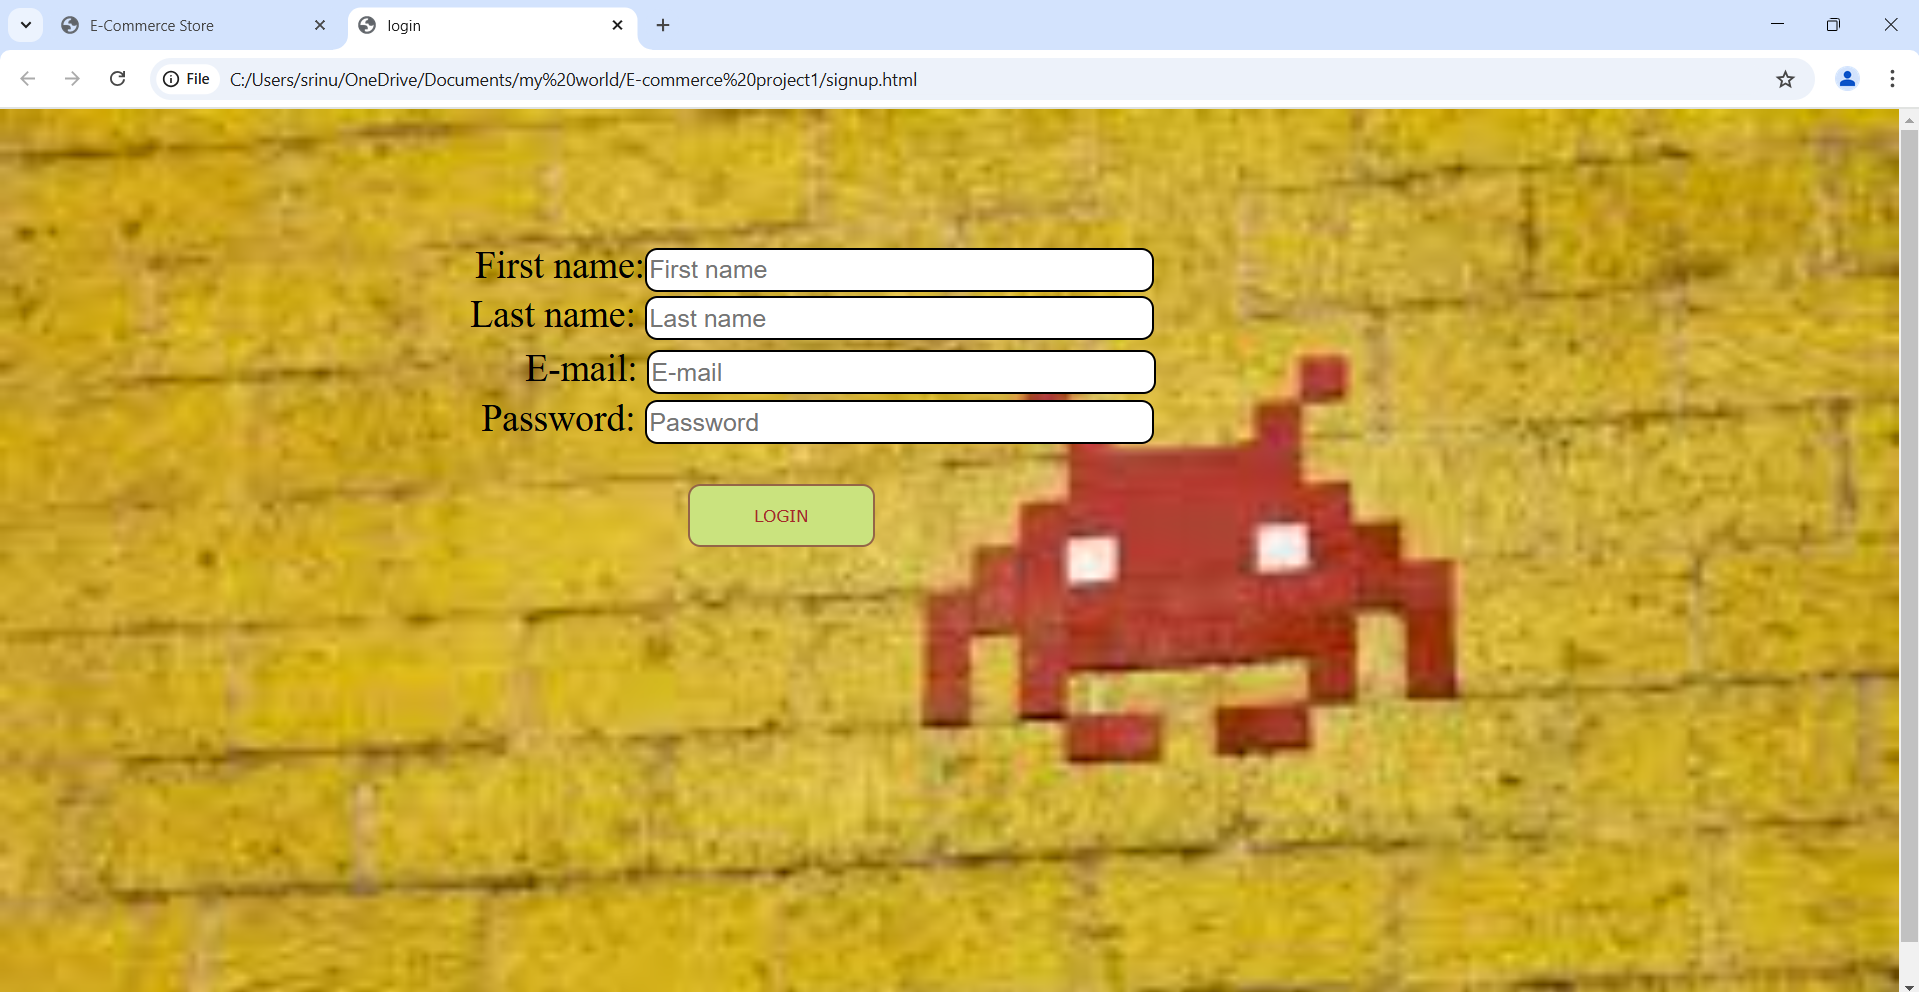 E-Commerce Store
login
File
C:/Users/srinu/OneDrive/Documents/my%20world/E-commerce%20project1/signup.html
First name: First name
Last name: Last name
E-mail: E-mail
Password: Password
LOGIN